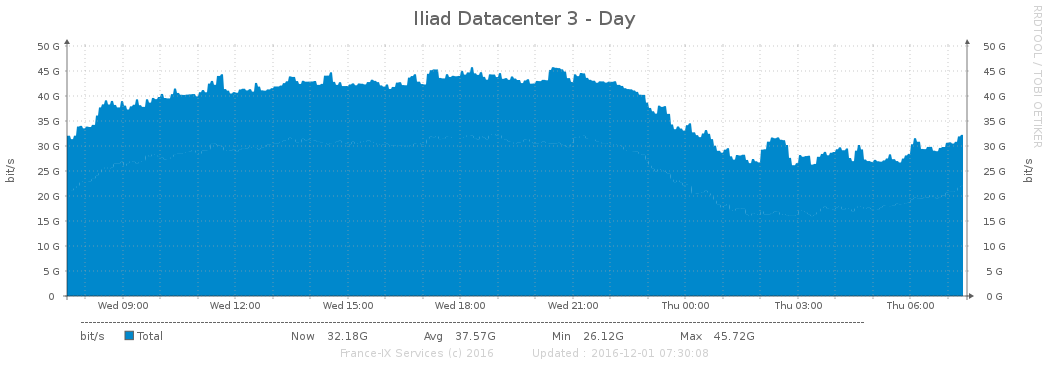 Iliad Datacenter 3 - Day
RRDTOOL / TOBI OETIKER
50 G 50 G
45 G 45 G
40 G 40 G
35 G 35 G
30 G 30 G
25 G 25 G
20 G 20 G
15 G 15 G
10 G 10 G
5 G 5 G
0 0 G
bit/s bit/s
Wed 09:00 Wed 12:00 Wed 15:00 Wed 18:00 Wed 21:00 Thu 00:00 Thu 03:00 Thu 06:00
bit/s Total Now 32.18G Avg 37.57G Min 26.12G Max 45.72G
France-IX Services (c) 2016 Updated : 2016-12-01 07:30:08